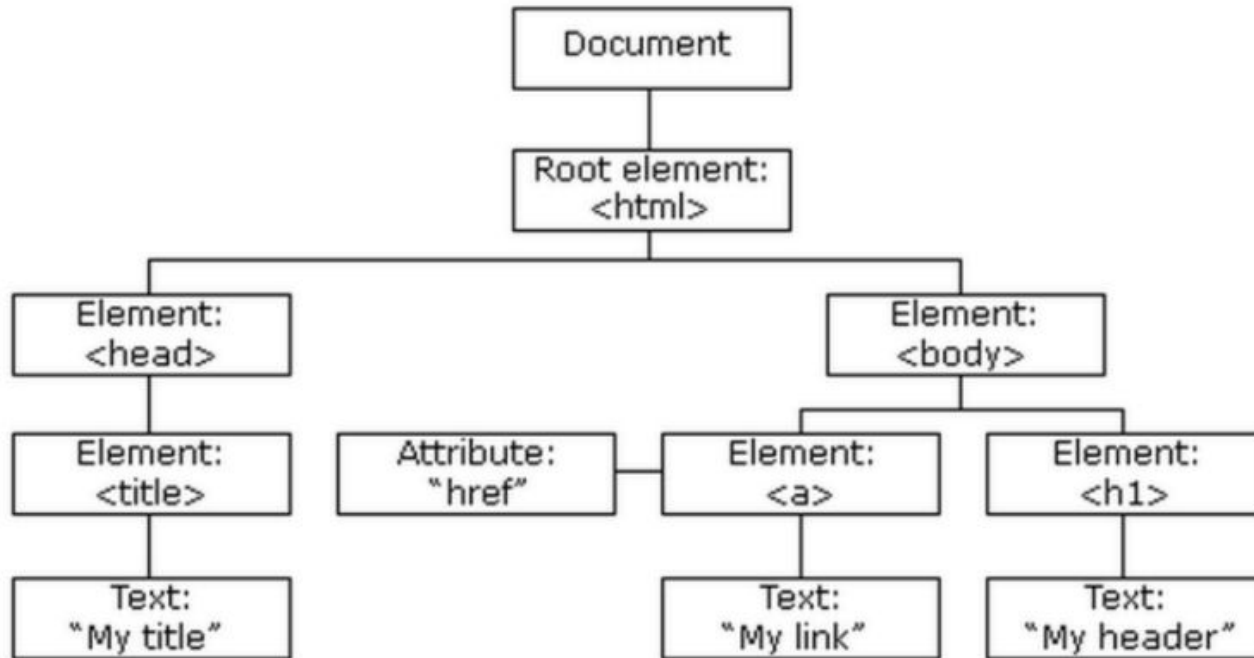 Document
Root element:
<html>
Element:
<head>
Element:
<body>
Element:
<title>
Attribute:
“href”
Element:
<a>
Element:
<h1>
Text:
“My title”
Text:
“My link”
Text:
“My header”